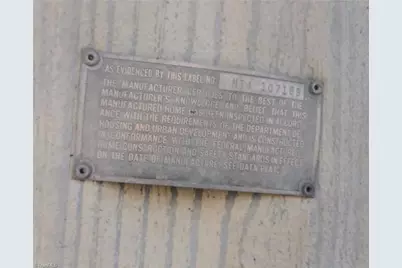 AS EVIDENCED BY THIS LABEL NO.
THE MANUFACTURER CERTIFIES TO THE BEST OF THE
MANUFACTURER'S KNOWLEDGE AND BELIEF THAT THIS
MANUFACTURED HOME HAS BEEN INSPECTED IN ACCORD-
ANCE WITH THE REQUIREMENTS OF THE DEPARTMENT OF
HOUSING AND URBAN DEVELOPMENT AND IS CONSTRUCTED
IN CONFORMANCE WITH THE FEDERAL MANUFACTURED
HOME CONSTRUCTION AND SAFETY STANDARDS IN EFFECT
ON THE DATE OF MANUFACTURE. SEE DATA PLATE.